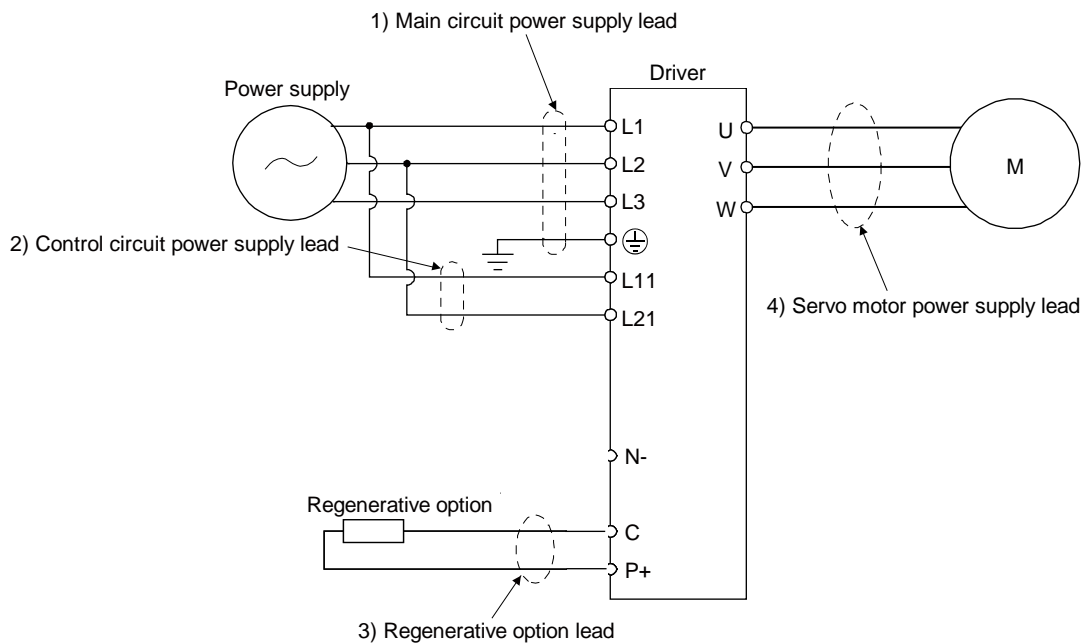 1) Main circuit power supply lead
Driver
Power supply
L1
L2
L3
L11
L21
N-
C
P+
U
V
W
M
2) Control circuit power supply lead
4) Servo motor power supply lead
Regenerative option
3) Regenerative option lead